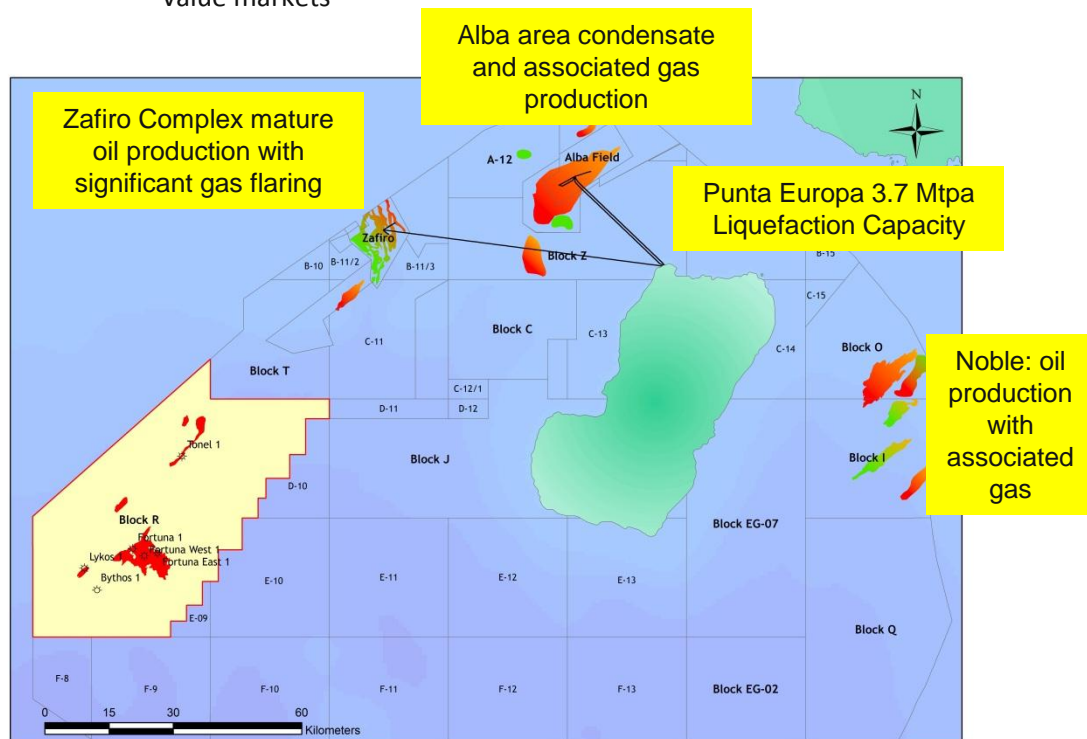 value markets
Alba area condensate
and associated gas
production
Zafiro Complex mature
oil production with
significant gas flaring
N
A-12
Alba Field
Punta Europa 3.7 Mtpa
Liquefaction Capacity
Zafiro
B-10
B-11/2
B-11/3
Block Z
B-15
C-15
Block C
C-13
C-11
C-14
Block O
Noble: oil
production
with
associated
gas
Block T
C-12/1
D-11
D-12
Tonel 1
Block J
Block I
D-10
Block R
Fortuna 1
Fortuna West 1
Fortuna East 1
Lykos 1
Bythos 1
Block EG-07
E-10
E-11
E-12
E-13
E-09
Block Q
F-8
F-9
F-10
F-11
F-12
F-13
Block EG-02
0 15 30 60
Kilometers